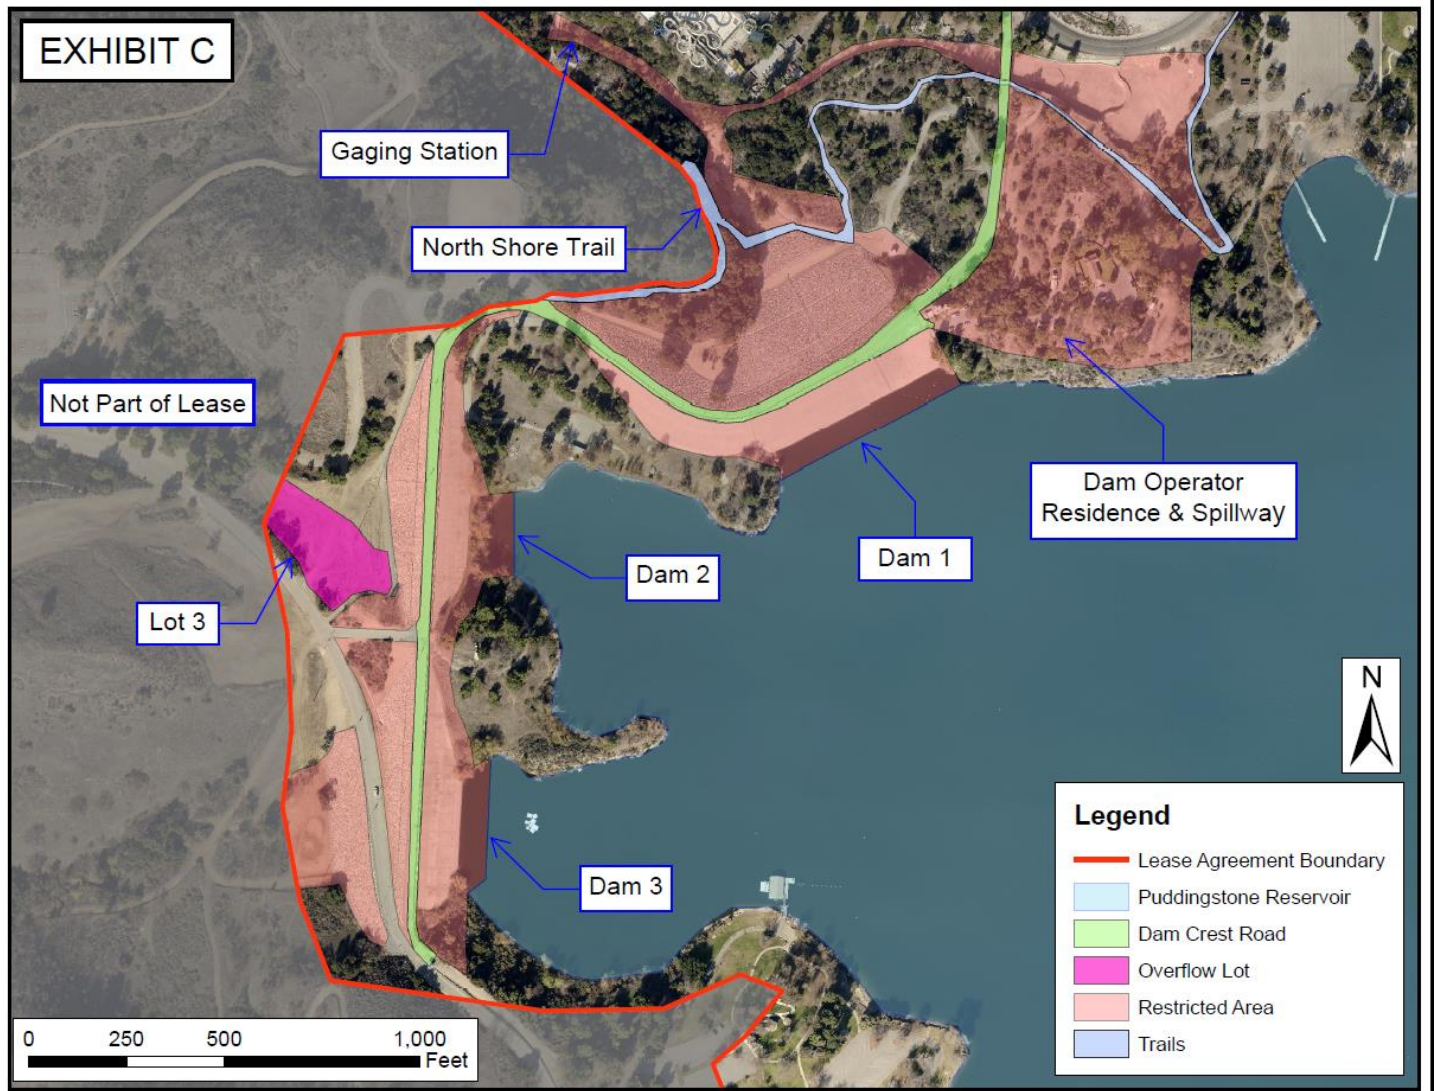 EXHIBIT C
Gaging Station
North Shore Trail
Not Part of Lease
Dam Operator
Residence & Spillway
Dam 1
Dam 2
Lot 3
Dam 3
N
Legend
Lease Agreement Boundary
Puddingstone Reservoir
Dam Crest Road
Overflow Lot
Restricted Area
Trails
0 250 500 1,000
Feet